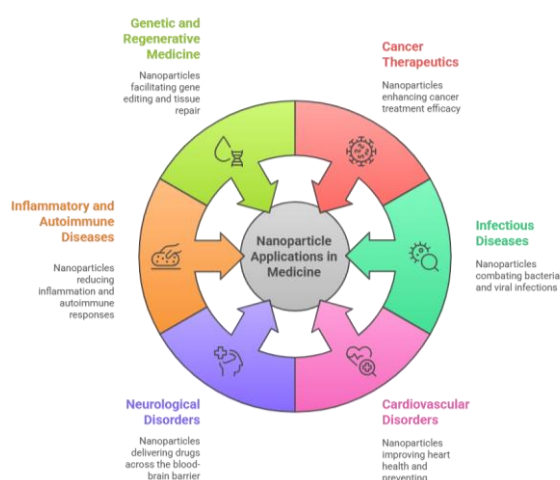 Genetic and
Regenerative
Medicine
Nanoparticles
facilitating gene
editing and tissue
repair
Cancer
Therapeutics
Nanoparticles
enhancing cancer
treatment efficacy
Inflammatory and
Autoimmune
Diseases
Nanoparticles
reducing
inflammation and
autoimmune
responses
Nanoparticle
Applications in
Medicine
Infectious
Diseases
Nanoparticles
combating bacteria
and viral infections
Neurological
Disorders
Nanoparticles
delivering drugs
across the blood-
brain barrier
Cardiovascular
Disorders
Nanoparticles
improving heart
health and
preventing